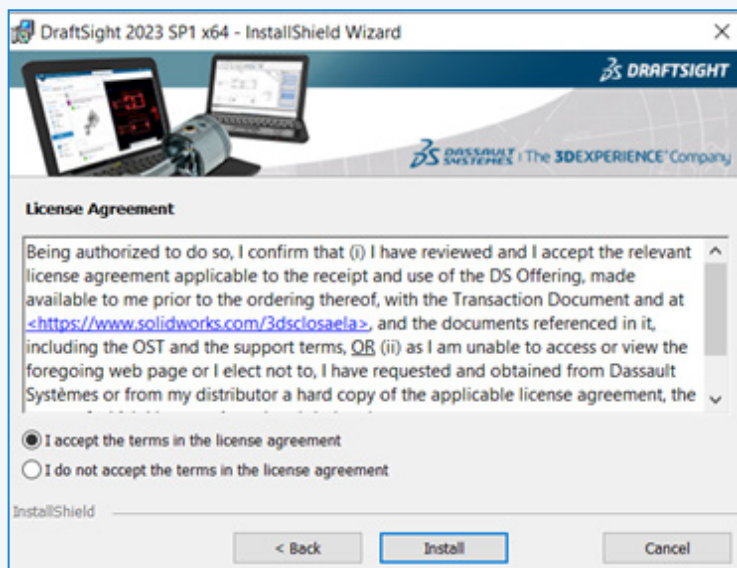 DraftSight 2023 SP1 x64 - InstallShield Wizard
DS DRAFTSIGHT
DS DASSAULT SYSTEMES | The 3DEXPERIENCE® Company
License Agreement
Being authorized to do so, I confirm that (i) I have reviewed and I accept the relevant
license agreement applicable to the receipt and use of the DS Offering, made
available to me prior to the ordering thereof, with the Transaction Document and at
<https://www.solidworks.com/3dsclosaela>, and the documents referenced in it,
including the OST and the support terms, OR (ii) as I am unable to access or view the
foregoing web page or I elect not to, I have requested and obtained from Dassault
Systèmes or from my distributor a hard copy of the applicable license agreement, the
I accept the terms in the license agreement
I do not accept the terms in the license agreement
InstallShield
< Back
Install
Cancel